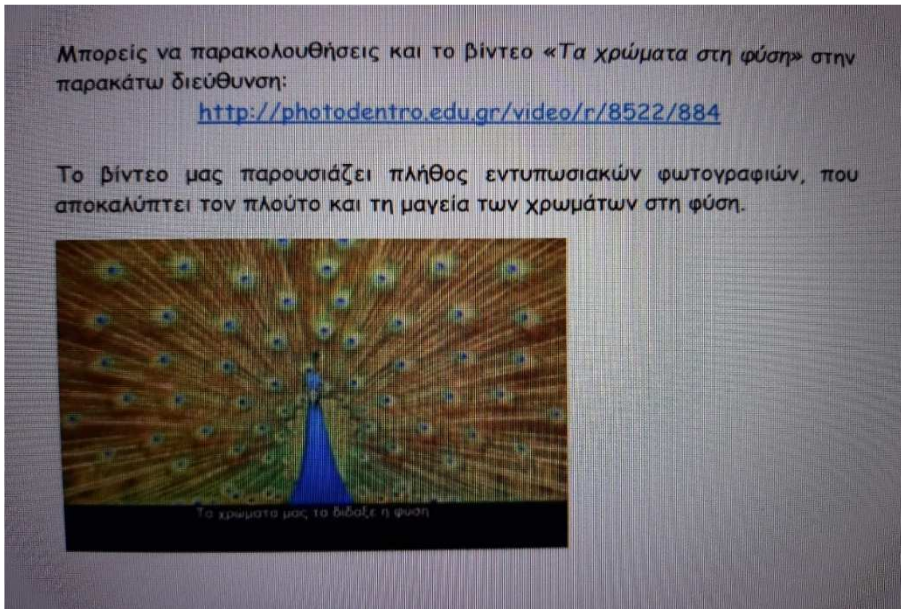 Μπορείς να παρακολουθήσεις και το βίντεο «Τα χρώματα στη φύση» στην
παρακάτω διεύθυνση:
http://photodentro.edu.gr/video/r/8522/884
Το βίντεο μας παρουσιάζει πλήθος εντυπωσιακών φωτογραφιών, που
αποκαλύπτει τον πλούτο και τη μαγεία των χρωμάτων στη φύση.
Τα χρωματα μας τα διδαξε η φυση